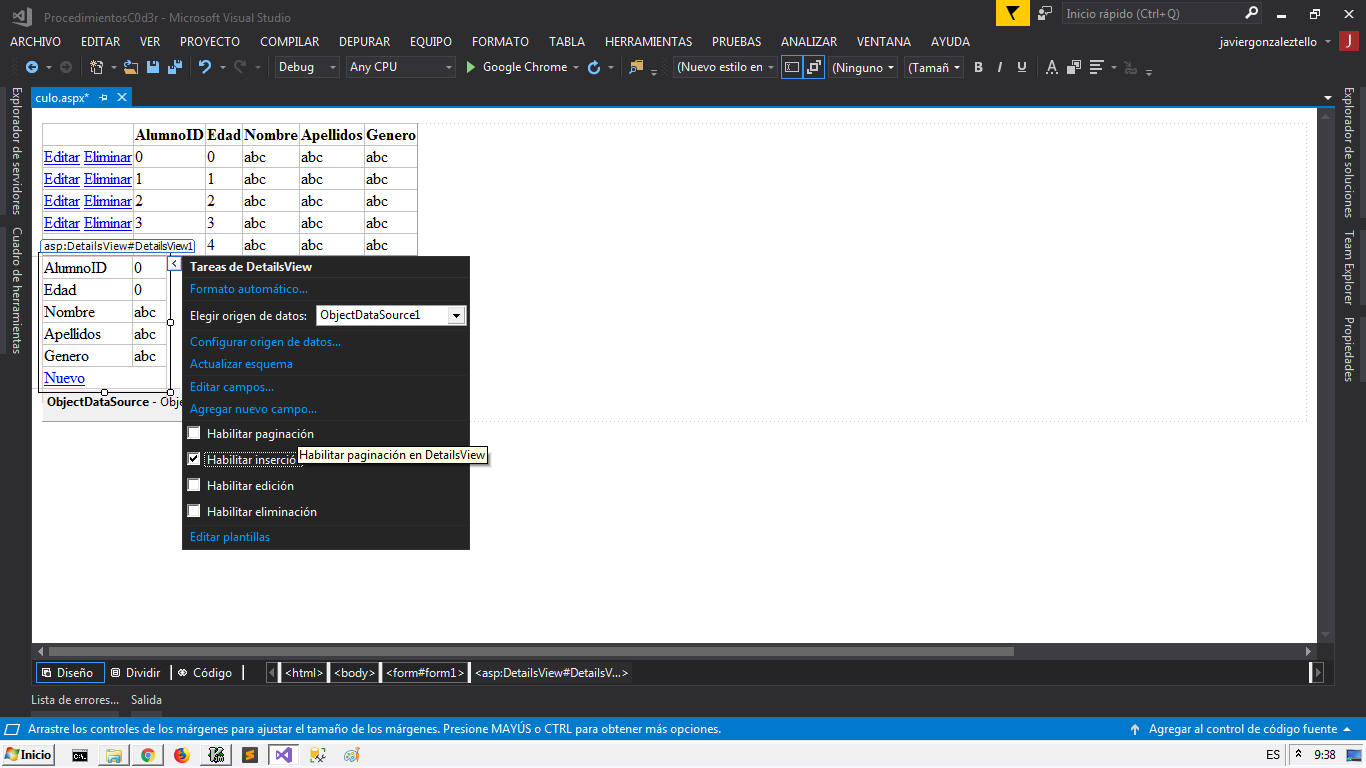 ProcedimientosC0d3r - Microsoft Visual Studio
Inicio rápido (Ctrl+Q)
ARCHIVO EDITAR VER PROYECTO COMPILAR DEPURAR EQUIPO FORMATO TABLA HERRAMIENTAS PRUEBAS ANALIZAR VENTANA AYUDA
javiergonzaleztello J
Debug Any CPU Google Chrome (Nuevo estilo en (Ninguno (Tamañ B I U A
culo.aspx*
Explorador de servidores
Cuadro de herramientas
AlumnoID Edad Nombre Apellidos Genero
Editar Eliminar 0 0 abc abc abc
Editar Eliminar 1 1 abc abc abc
Editar Eliminar 2 2 abc abc abc
Editar Eliminar 3 3 abc abc abc
4 abc abc abc
asp:DetailsView#DetailsView1
AlumnoID 0
Edad 0
Nombre abc
Apellidos abc
Genero abc
Nuevo
ObjectDataSource - Obje
Tareas de DetailsView
Formato automático...
Elegir origen de datos: ObjectDataSource1
Configurar origen de datos...
Actualizar esquema
Editar campos...
Agregar nuevo campo...
Habilitar paginación
Habilitar inserció
Habilitar paginación en DetailsView
Habilitar edición
Habilitar eliminación
Editar plantillas
Explorador de soluciones
Team Explorer
Propiedades
Diseño Dividir Código <html> <body> <form#form1> <asp:DetailsView#DetailsV...>
Lista de errores... Salida
Arrastre los controles de los márgenes para ajustar el tamaño de los márgenes. Presione MAYÚS o CTRL para obtener más opciones.
Agregar al control de código fuente
Inicio
ES 9:38